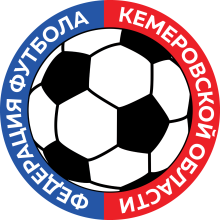 ФЕДЕРАЦИЯ ФУТБОЛА
КЕМЕРОВСКОЙ ОБЛАСТИ